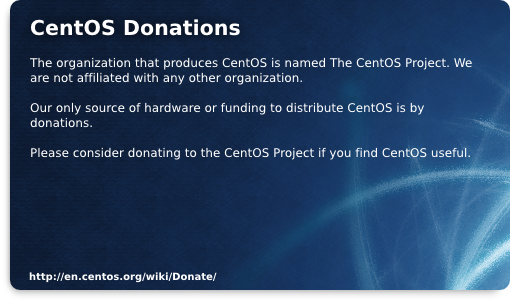 CentOS Donations
The organization that produces CentOS is named The CentOS Project. We
are not affiliated with any other organization.
Our only source of hardware or funding to distribute CentOS is by
donations.
Please consider donating to the CentOS Project if you find CentOS useful.
http://en.centos.org/wiki/Donate/